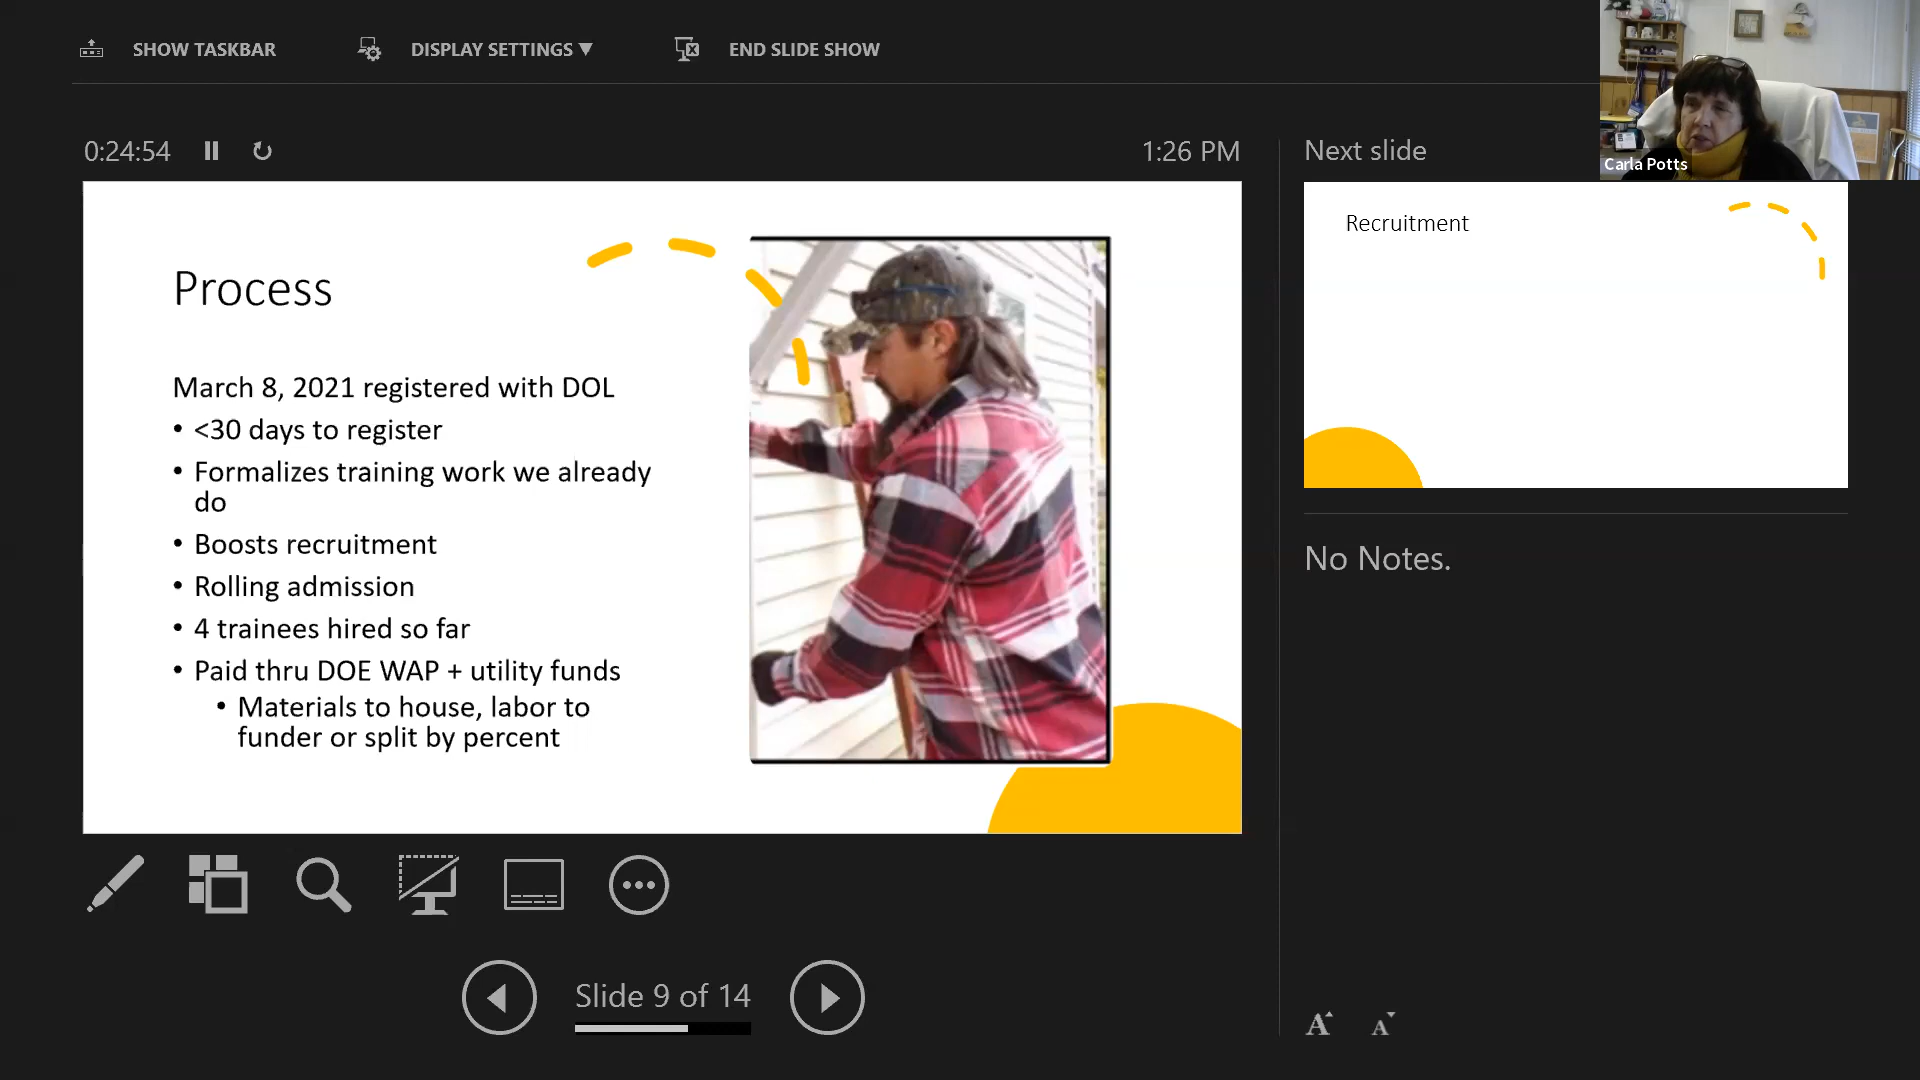 SHOW TASKBAR
DISPLAY SETTINGS ▼
END SLIDE SHOW
0:24:54
1:26 PM
Next slide
Carla Potts
Process
March 8, 2021 registered with DOL
• <30 days to register
• Formalizes training work we already
do
• Boosts recruitment
• Rolling admission
• 4 trainees hired so far
• Paid thru DOE WAP + utility funds
• Materials to house, labor to
funder or split by percent
Recruitment
No Notes.
Slide 9 of 14
A A